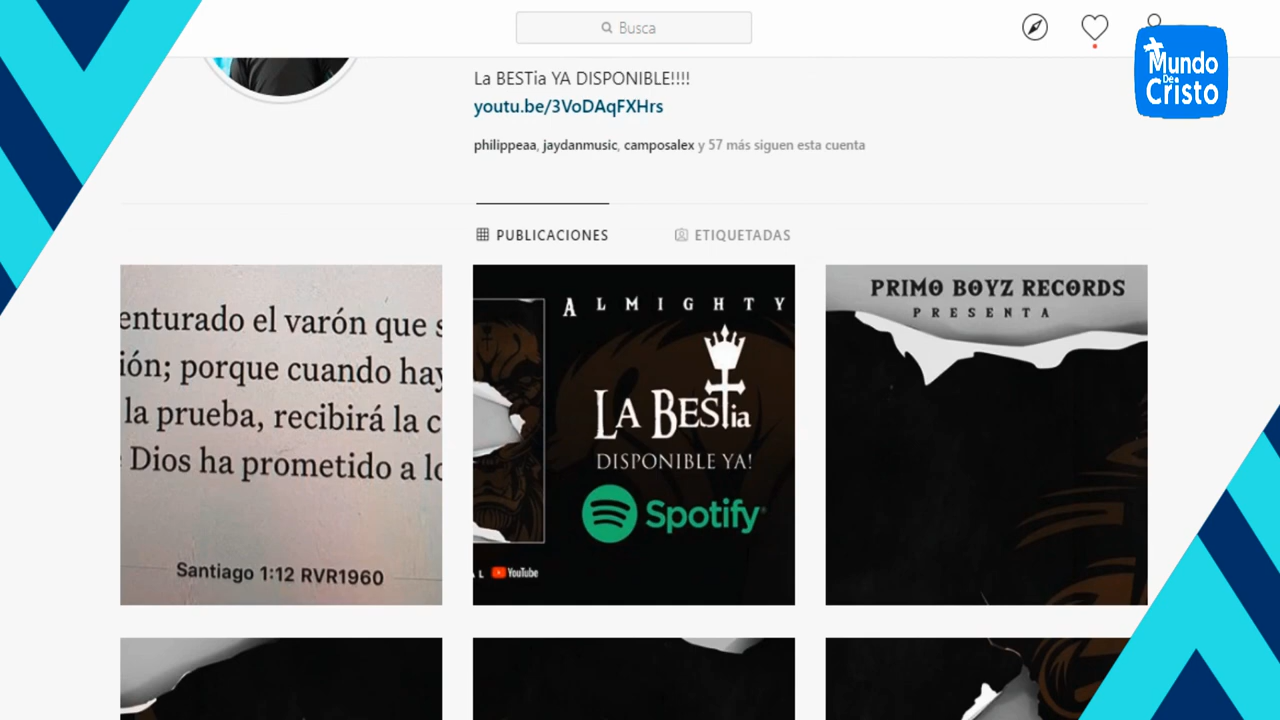 Busca
Mundo
De
Cristo
La BESTia YA DISPONIBLE!!!!
youtu.be/3VoDAqFXHrs
philippeaa, jaydanmusic, camposalex y 57 más siguen esta cuenta
PUBLICACIONES
ETIQUETADAS
enturado el varón que s
ión; porque cuando hay
la prueba, recibirá la c
Dios ha prometido a lo
Santiago 1:12 RVR1960
ALMIGHTY
LA BESTia
DISPONIBLE YA!
Spotify
AL YouTube
PRIMO BOYZ RECORDS
PRESENTA